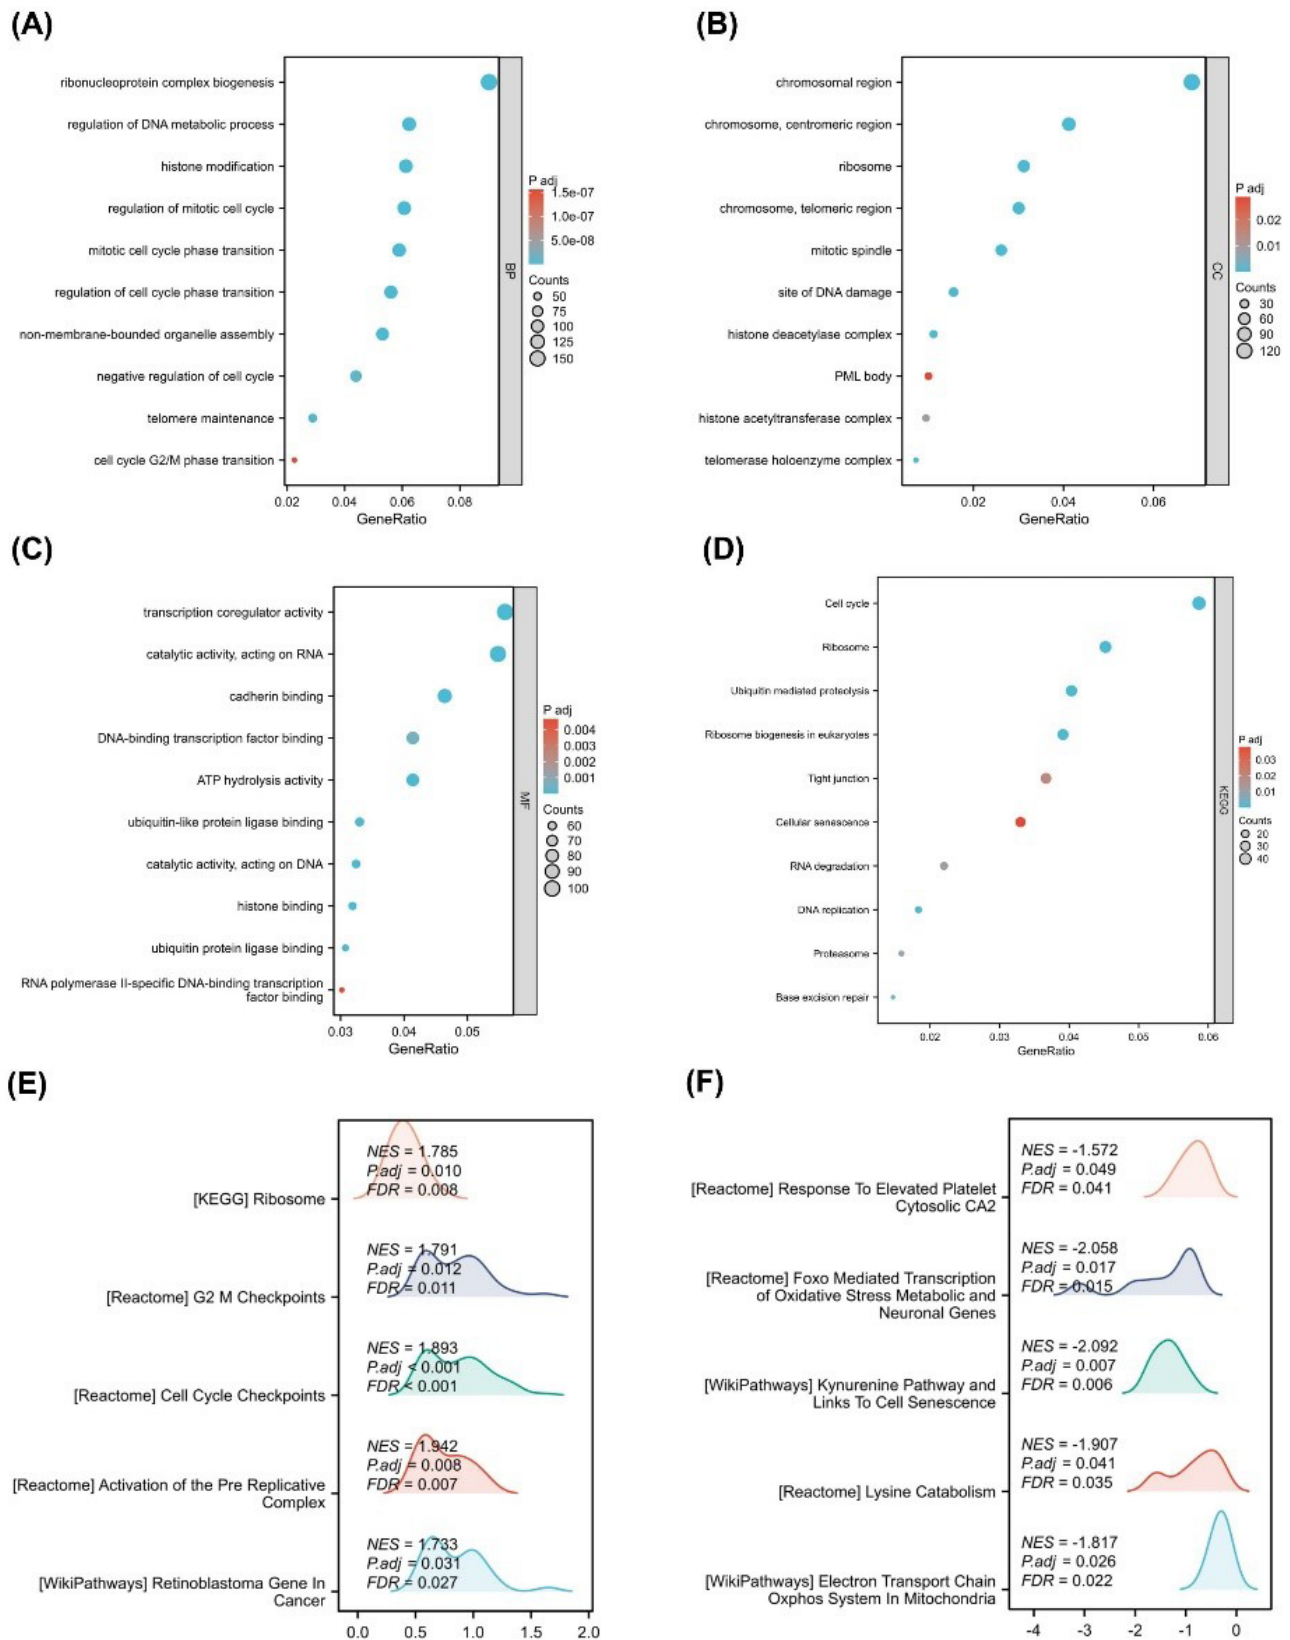 (A)
ribonucleoprotein complex biogenesis
regulation of DNA metabolic process
histone modification
regulation of mitotic cell cycle
mitotic cell cycle phase transition
regulation of cell cycle phase transition
non-membrane-bounded organelle assembly
negative regulation of cell cycle
telomere maintenance
cell cycle G2/M phase transition
0.02 0.04 0.06 0.08
GeneRatio
BP
P adj
1.5e-07
1.0e-07
5.0e-08
Counts
50
75
100
125
150
(B)
chromosomal region
chromosome, centromeric region
ribosome
chromosome, telomeric region
mitotic spindle
site of DNA damage
histone deacetylase complex
PML body
histone acetyltransferase complex
telomerase holoenzyme complex
0.02 0.04 0.06
GeneRatio
CC
P adj
0.02
0.01
Counts
30
60
90
120
(C)
transcription coregulator activity
catalytic activity, acting on RNA
cadherin binding
DNA-binding transcription factor binding
ATP hydrolysis activity
ubiquitin-like protein ligase binding
catalytic activity, acting on DNA
histone binding
ubiquitin protein ligase binding
RNA polymerase II-specific DNA-binding transcription
factor binding
0.03 0.04 0.05
GeneRatio
MF
P adj
0.004
0.003
0.002
0.001
Counts
60
70
80
90
100
(D)
Cell cycle
Ribosome
Ubiquitin mediated proteolysis
Ribosome biogenesis in eukaryotes
Tight junction
Cellular senescence
RNA degradation
DNA replication
Proteasome
Base excision repair
0.02 0.03 0.04 0.05 0.06
GeneRatio
KEGG
P adj
0.03
0.02
0.01
Counts
20
30
40
(E)
NES = 1.785
P.adj = 0.010
FDR = 0.008
[KEGG] Ribosome
NES = 1.791
P.adj = 0.012
FDR = 0.011
[Reactome] G2 M Checkpoints
NES = 1.893
P.adj < 0.001
FDR < 0.001
[Reactome] Cell Cycle Checkpoints
NES = 1.942
P.adj = 0.008
FDR = 0.007
[Reactome] Activation of the Pre Replicative
Complex
NES = 1.733
P.adj = 0.031
FDR = 0.027
[WikiPathways] Retinoblastoma Gene In
Cancer
0.0 0.5 1.0 1.5 2.0
(F)
NES = -1.572
P.adj = 0.049
FDR = 0.041
[Reactome] Response To Elevated Platelet
Cytosolic CA2
NES = -2.058
P.adj = 0.017
FDR = 0.015
[Reactome] Foxo Mediated Transcription
of Oxidative Stress Metabolic and
Neuronal Genes
NES = -2.092
P.adj = 0.007
FDR = 0.006
[WikiPathways] Kynurenine Pathway and
Links To Cell Senescence
NES = -1.907
P.adj = 0.041
FDR = 0.035
[Reactome] Lysine Catabolism
NES = -1.817
P.adj = 0.026
FDR = 0.022
[WikiPathways] Electron Transport Chain
Oxphos System In Mitochondria
-4 -3 -2 -1 0